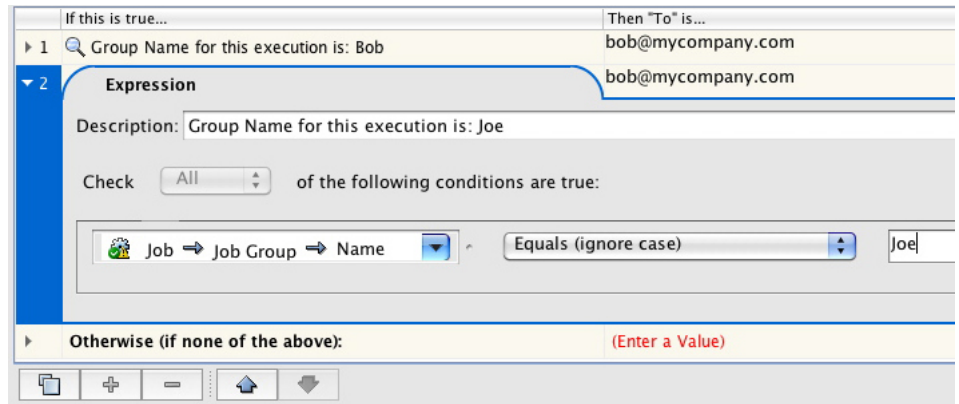 If this is true... Then "To" is...
1 Group Name for this execution is: Bob bob@mycompany.com
2 Expression bob@mycompany.com
Description: Group Name for this execution is: Joe
Check All of the following conditions are true:
Job Job Group Name Equals (ignore case) Joe
Otherwise (if none of the above): (Enter a Value)